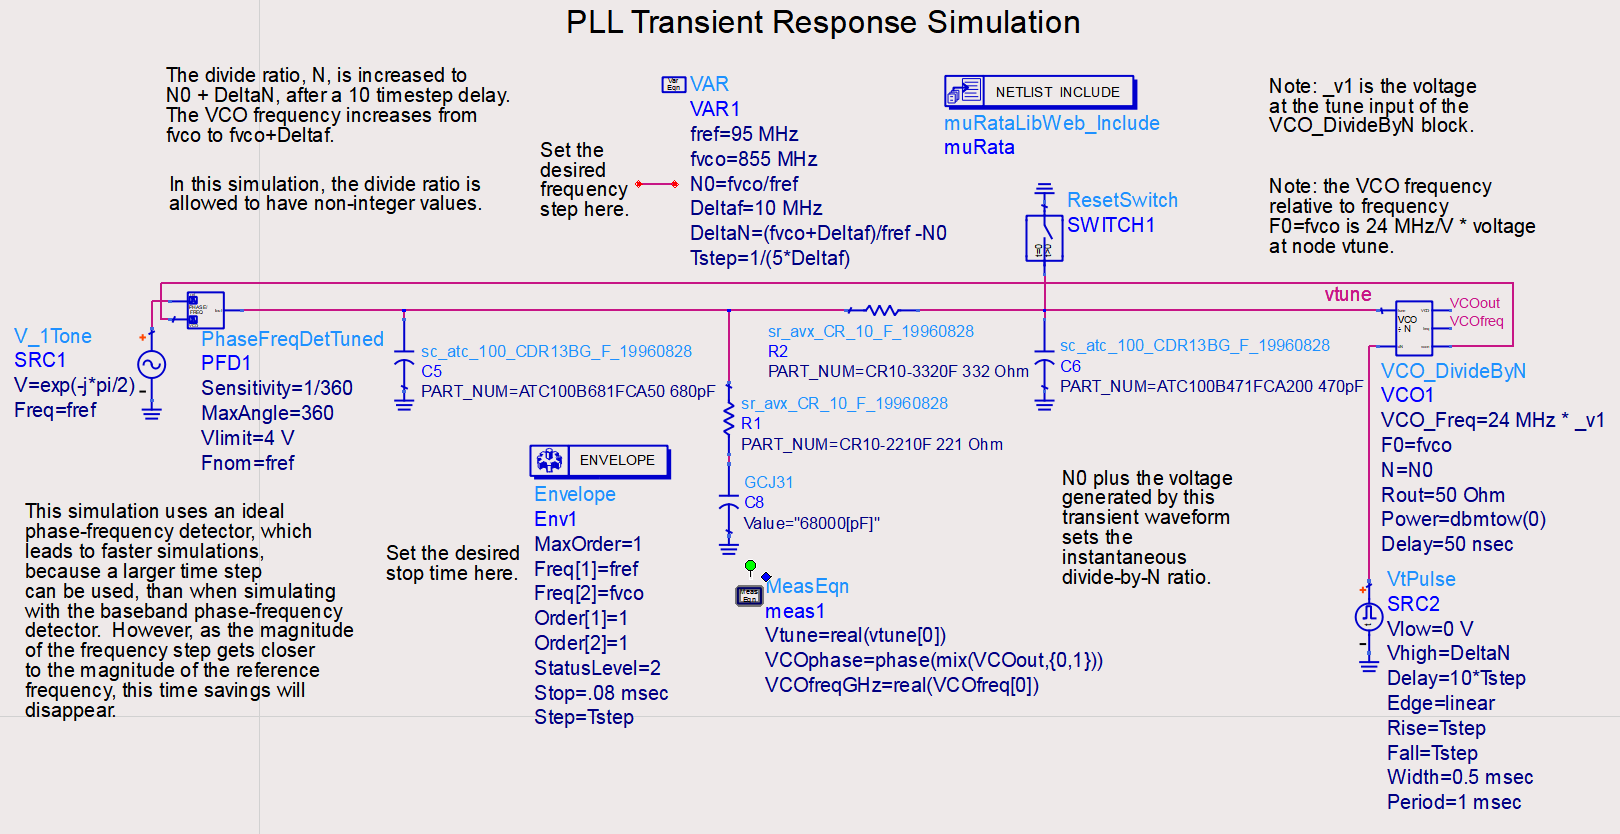 PLL Transient Response Simulation
The divide ratio, N, is increased to
N0 + DeltaN, after a 10 timestep delay.
The VCO frequency increases from
fvco to fvco+Deltaf.
In this simulation, the divide ratio is
allowed to have non-integer values.
Set the
desired
frequency
step here.
Var
Eqn
VAR
VAR1
fref=95 MHz
fvco=855 MHz
N0=fvco/fref
Deltaf=10 MHz
DeltaN=(fvco+Deltaf)/fref -N0
Tstep=1/(5*Deltaf)
NETLIST INCLUDE
muRataLibWeb_Include
muRata
Note: _v1 is the voltage
at the tune input of the
VCO_DivideByN block.
Note: the VCO frequency
relative to frequency
F0=fvco is 24 MHz/V * voltage
at node vtune.
ResetSwitch
SWITCH1
vtune
VCOout
VCOfreq
VCO
÷ N
V_1Tone
SRC1
V=exp(-j*pi/2)
Freq=fref
PhaseFreqDetTuned
PFD1
Sensitivity=1/360
MaxAngle=360
Vlimit=4 V
Fnom=fref
sc_atc_100_CDR13BG_F_19960828
C5
PART_NUM=ATC100B681FCA50 680pF
sr_avx_CR_10_F_19960828
R2
PART_NUM=CR10-3320F 332 Ohm
sc_atc_100_CDR13BG_F_19960828
C6
PART_NUM=ATC100B471FCA200 470pF
sr_avx_CR_10_F_19960828
R1
PART_NUM=CR10-2210F 221 Ohm
GCJ31
C8
Value="68000[pF]"
VCO_DivideByN
VCO1
VCO_Freq=24 MHz * _v1
F0=fvco
N=N0
Rout=50 Ohm
Power=dbmtow(0)
Delay=50 nsec
This simulation uses an ideal
phase-frequency detector, which
leads to faster simulations,
because a larger time step
can be used, than when simulating
with the baseband phase-frequency
detector. However, as the magnitude
of the frequency step gets closer
to the magnitude of the reference
frequency, this time savings will
disappear.
Set the desired
stop time here.
ENVELOPE
Envelope
Env1
MaxOrder=1
Freq[1]=fref
Freq[2]=fvco
Order[1]=1
Order[2]=1
StatusLevel=2
Stop=.08 msec
Step=Tstep
Meas
Eqn
MeasEqn
meas1
Vtune=real(vtune[0])
VCOphase=phase(mix(VCOout,{0,1}))
VCOfreqGHz=real(VCOfreq[0])
N0 plus the voltage
generated by this
transient waveform
sets the
instantaneous
divide-by-N ratio.
VtPulse
SRC2
Vlow=0 V
Vhigh=DeltaN
Delay=10*Tstep
Edge=linear
Rise=Tstep
Fall=Tstep
Width=0.5 msec
Period=1 msec